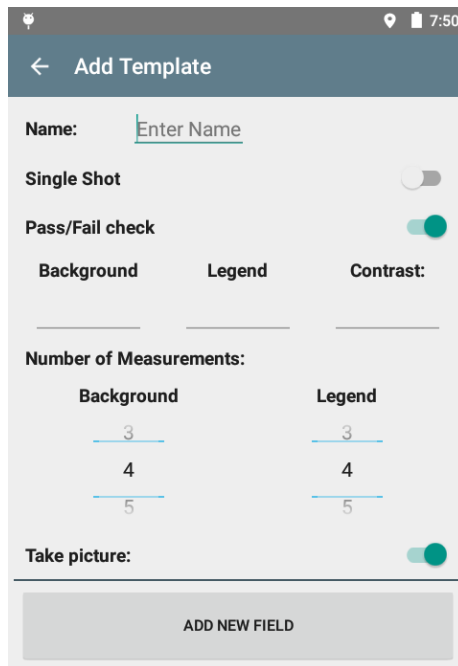 7:50
Add Template
Name: Enter Name
Single Shot
Pass/Fail check
Background Legend Contrast:
Number of Measurements:
Background Legend
3 3
4 4
5 5
Take picture:
ADD NEW FIELD